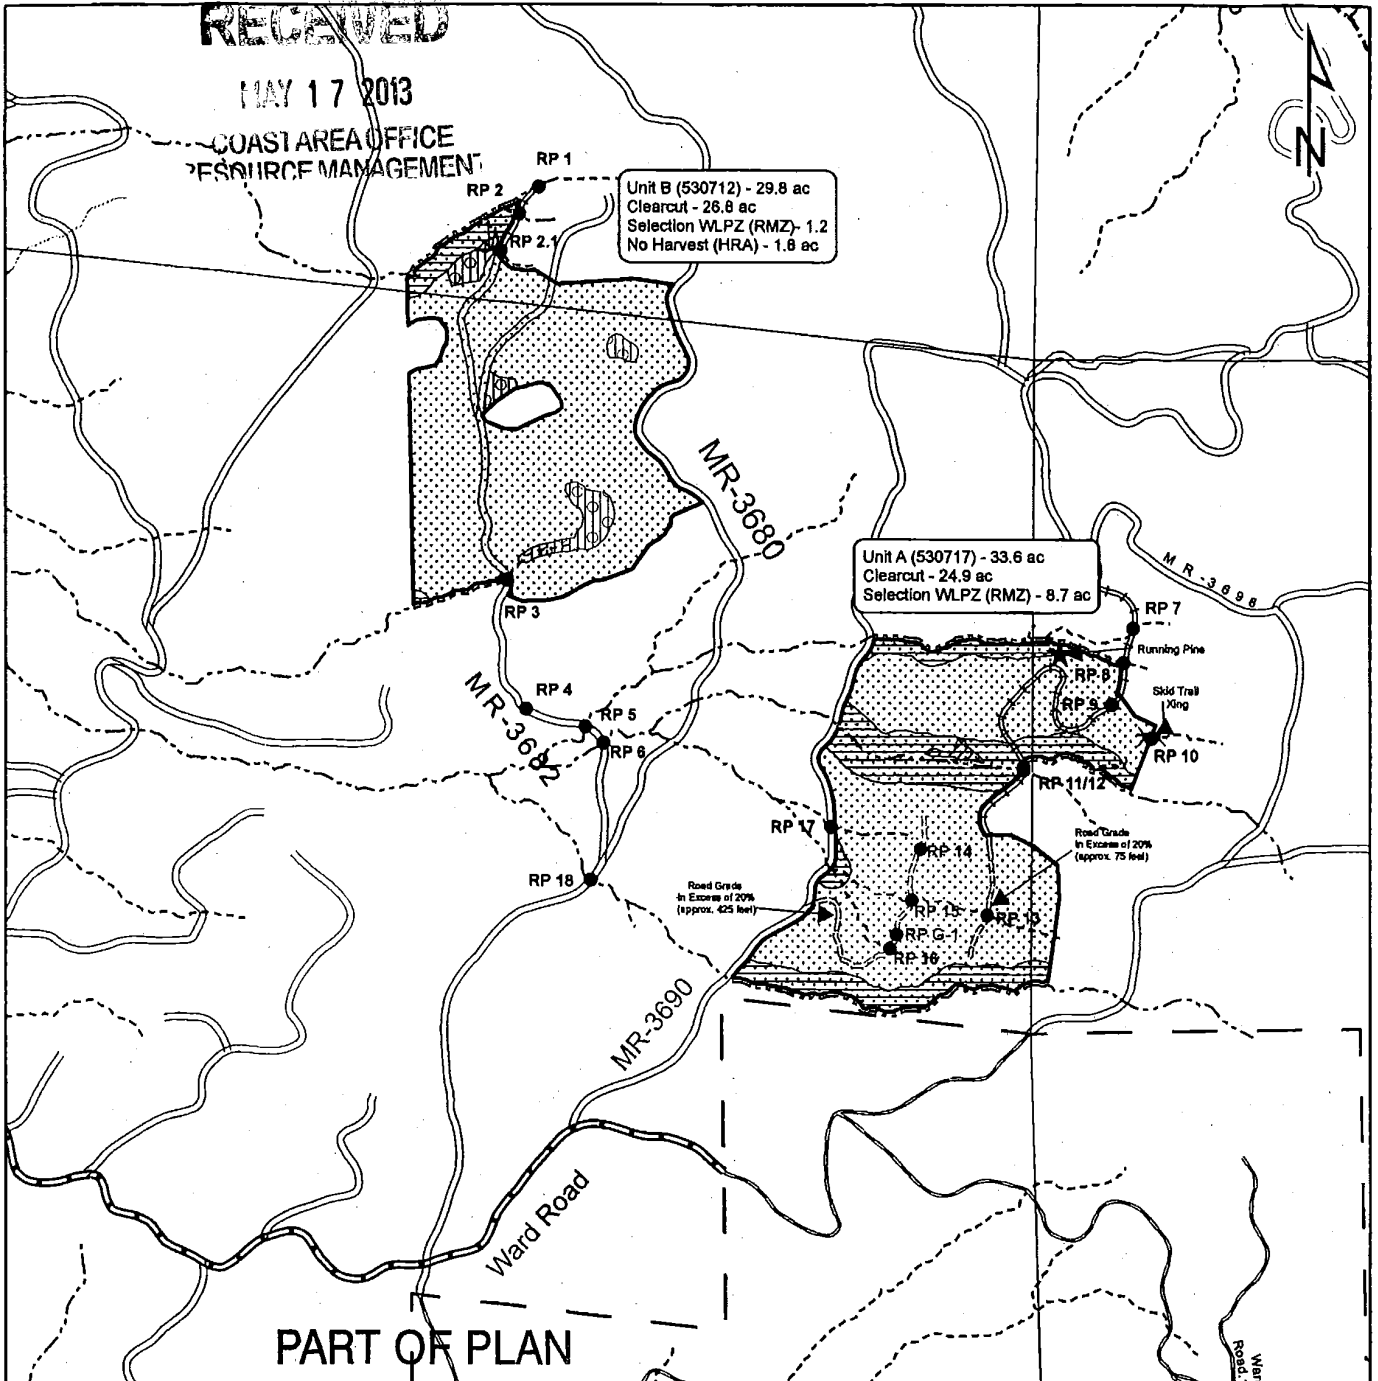 RECEIVED
MAY 17 2013
COAST AREA OFFICE
RESOURCE MANAGEMENT
N
RP 1
RP 2
RP 2.1
Unit B (530712) - 29.8 ac
Clearcut - 26.8 ac
Selection WLPZ (RMZ)- 1.2
No Harvest (HRA) - 1.8 ac
MR-3680
Unit A (530717) - 33.6 ac
Clearcut - 24.9 ac
Selection WLPZ (RMZ) - 8.7 ac
MR-3698
RP 3
RP 7
Running Pine
RP 8
RP 4
MR-3682
RP 5
RP 6
RP 9
Skid Trail
Xing
RP 10
RP 11/12
RP 17
RP 14
Road Grade
In Excess of 20%
(approx. 75 feet)
RP 18
Road Grade
In Excess of 20%
(approx. 425 feet)
RP 15
RP 13
RP G-1
RP 16
MR-3690
Ward Road
PART OF PLAN
Road